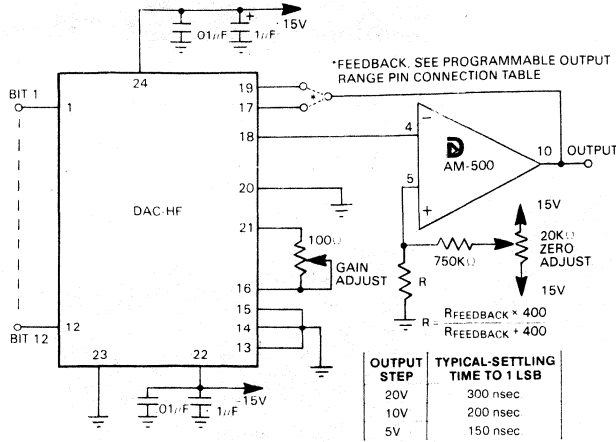 15V
.01µF
+
1µF
24
*FEEDBACK, SEE PROGRAMMABLE OUTPUT
RANGE PIN CONNECTION TABLE
BIT 1
1
19
17
*
18
4
−
D
AM-500
10
OUTPUT
5
+
20
DAC-HF
21
100Ω
GAIN
ADJUST
16
15V
20KΩ
ZERO
ADJUST
750KΩ
15V
R
R = RFEEDBACK × 400
RFEEDBACK + 400
BIT 12
12
15
14
13
23
22
-15V
.01µF
.1µF
OUTPUT STEP TYPICAL-SETTLING TIME TO 1 LSB
20V 300 nsec
10V 200 nsec
5V 150 nsec